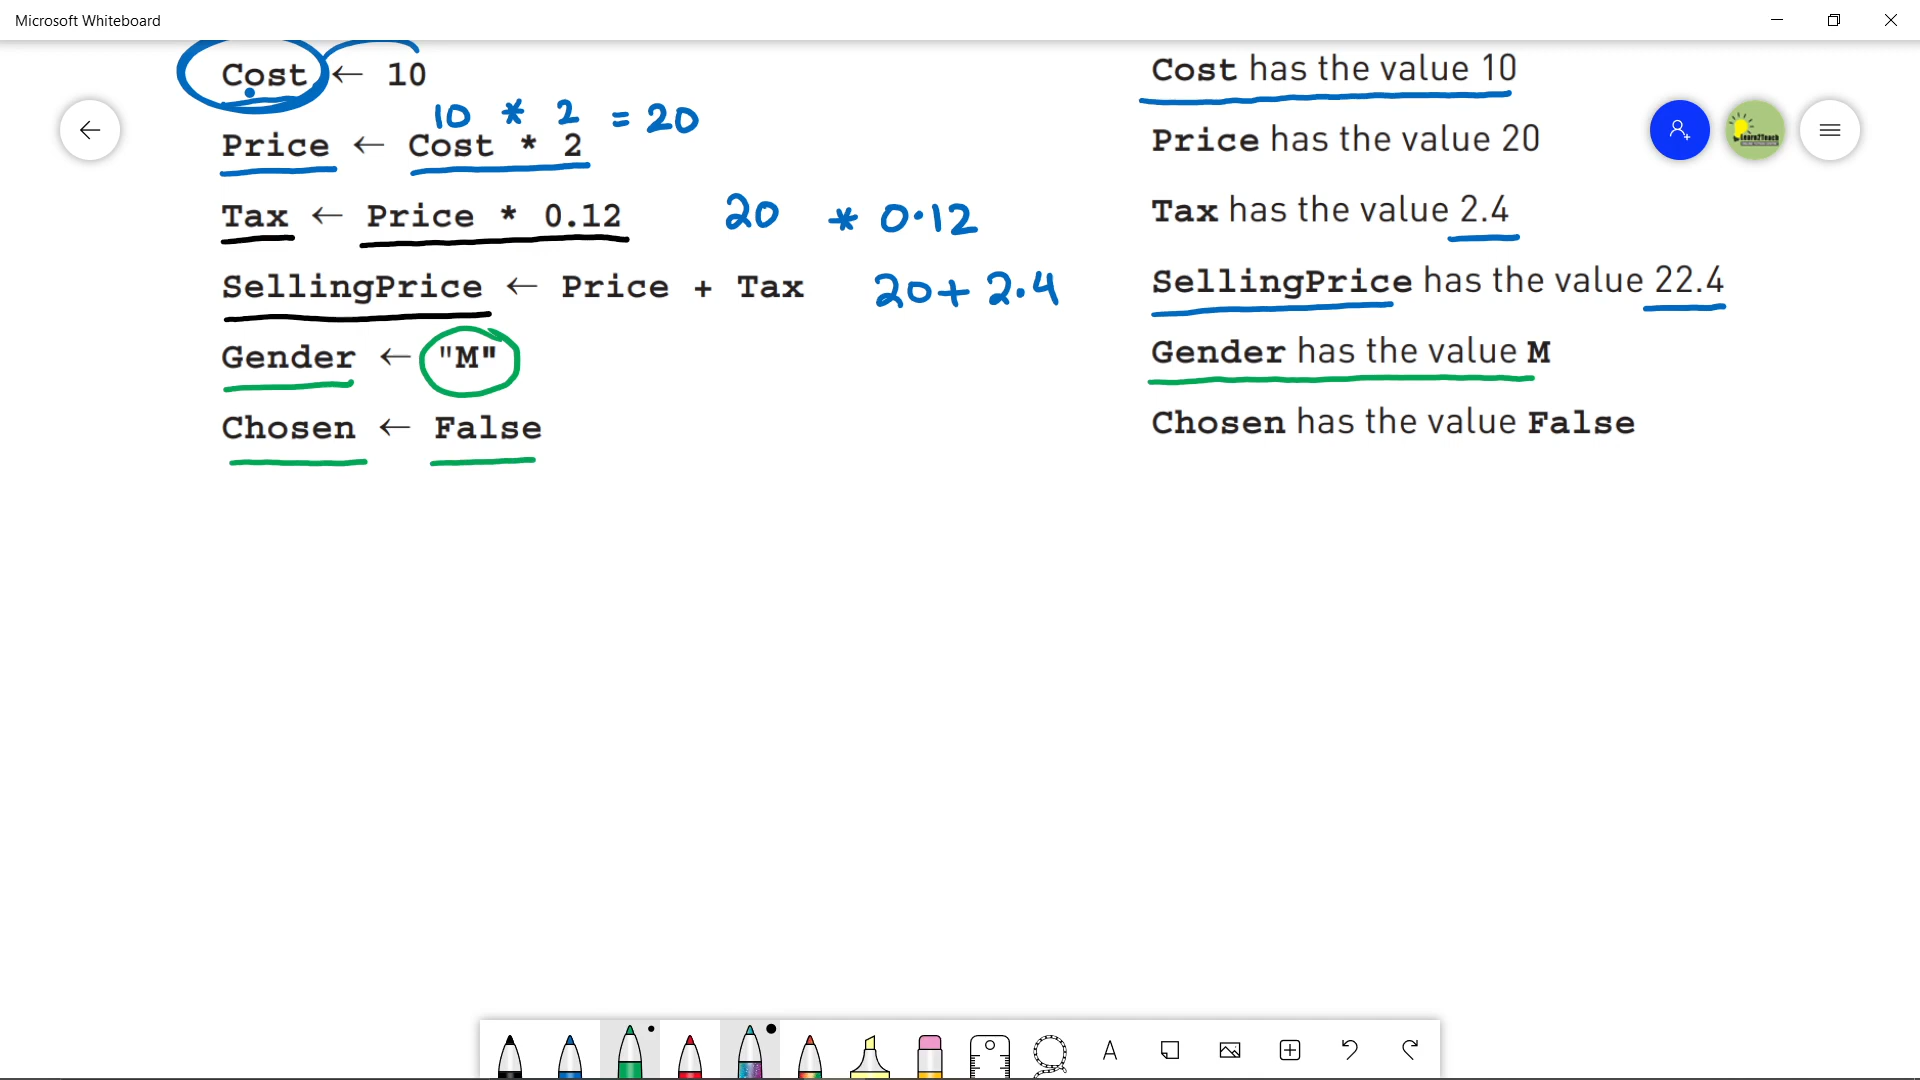 Microsoft Whiteboard
Cost ← 10
10 * 2 = 20
Price ← Cost * 2
Tax ← Price * 0.12
20 * 0.12
SellingPrice ← Price + Tax
20 + 2.4
Gender ← "M"
Chosen ← False
Cost has the value 10
Price has the value 20
Tax has the value 2.4
SellingPrice has the value 22.4
Gender has the value M
Chosen has the value False
Learn2Teach
A